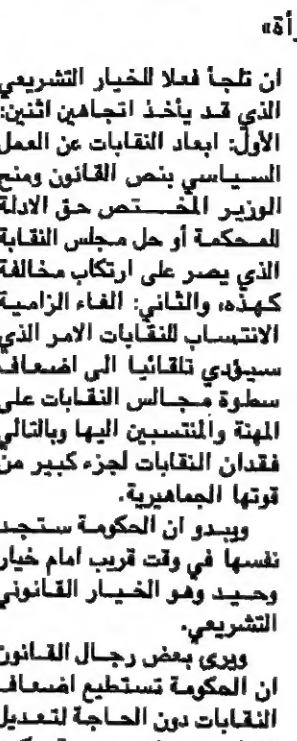 رأة»
ان تلجأ فعلا للخيار التشريعي
الذي قد يأخذ اتجاهين اثنين:
الأول: ابعاد النقابات عن العمل
السياسي بنص القانون ومنح
الوزير المختص حق الادلة
للمحكمة أو حل مجلس النقابة
الذي يصر على ارتكاب مخالفة
كهذه، والثاني: الغاء الزامية
الانتساب للنقابات الامر الذي
سيؤدي تلقائيا الى اضعاف
سطوة مجالس النقابات على
المهنة والمنتسبين اليها وبالتالي
فقدان النقابات لجزء كبير من
قوتها الجماهيرية.
ويبدو ان الحكومة ستجد
نفسها في وقت قريب امام خيار
وحيد وهو الخيار القانوني
التشريعي.
ويرى بعض رجال القانون
ان الحكومة تستطيع اضعاف
النقابات دون الحاجة لتعديل